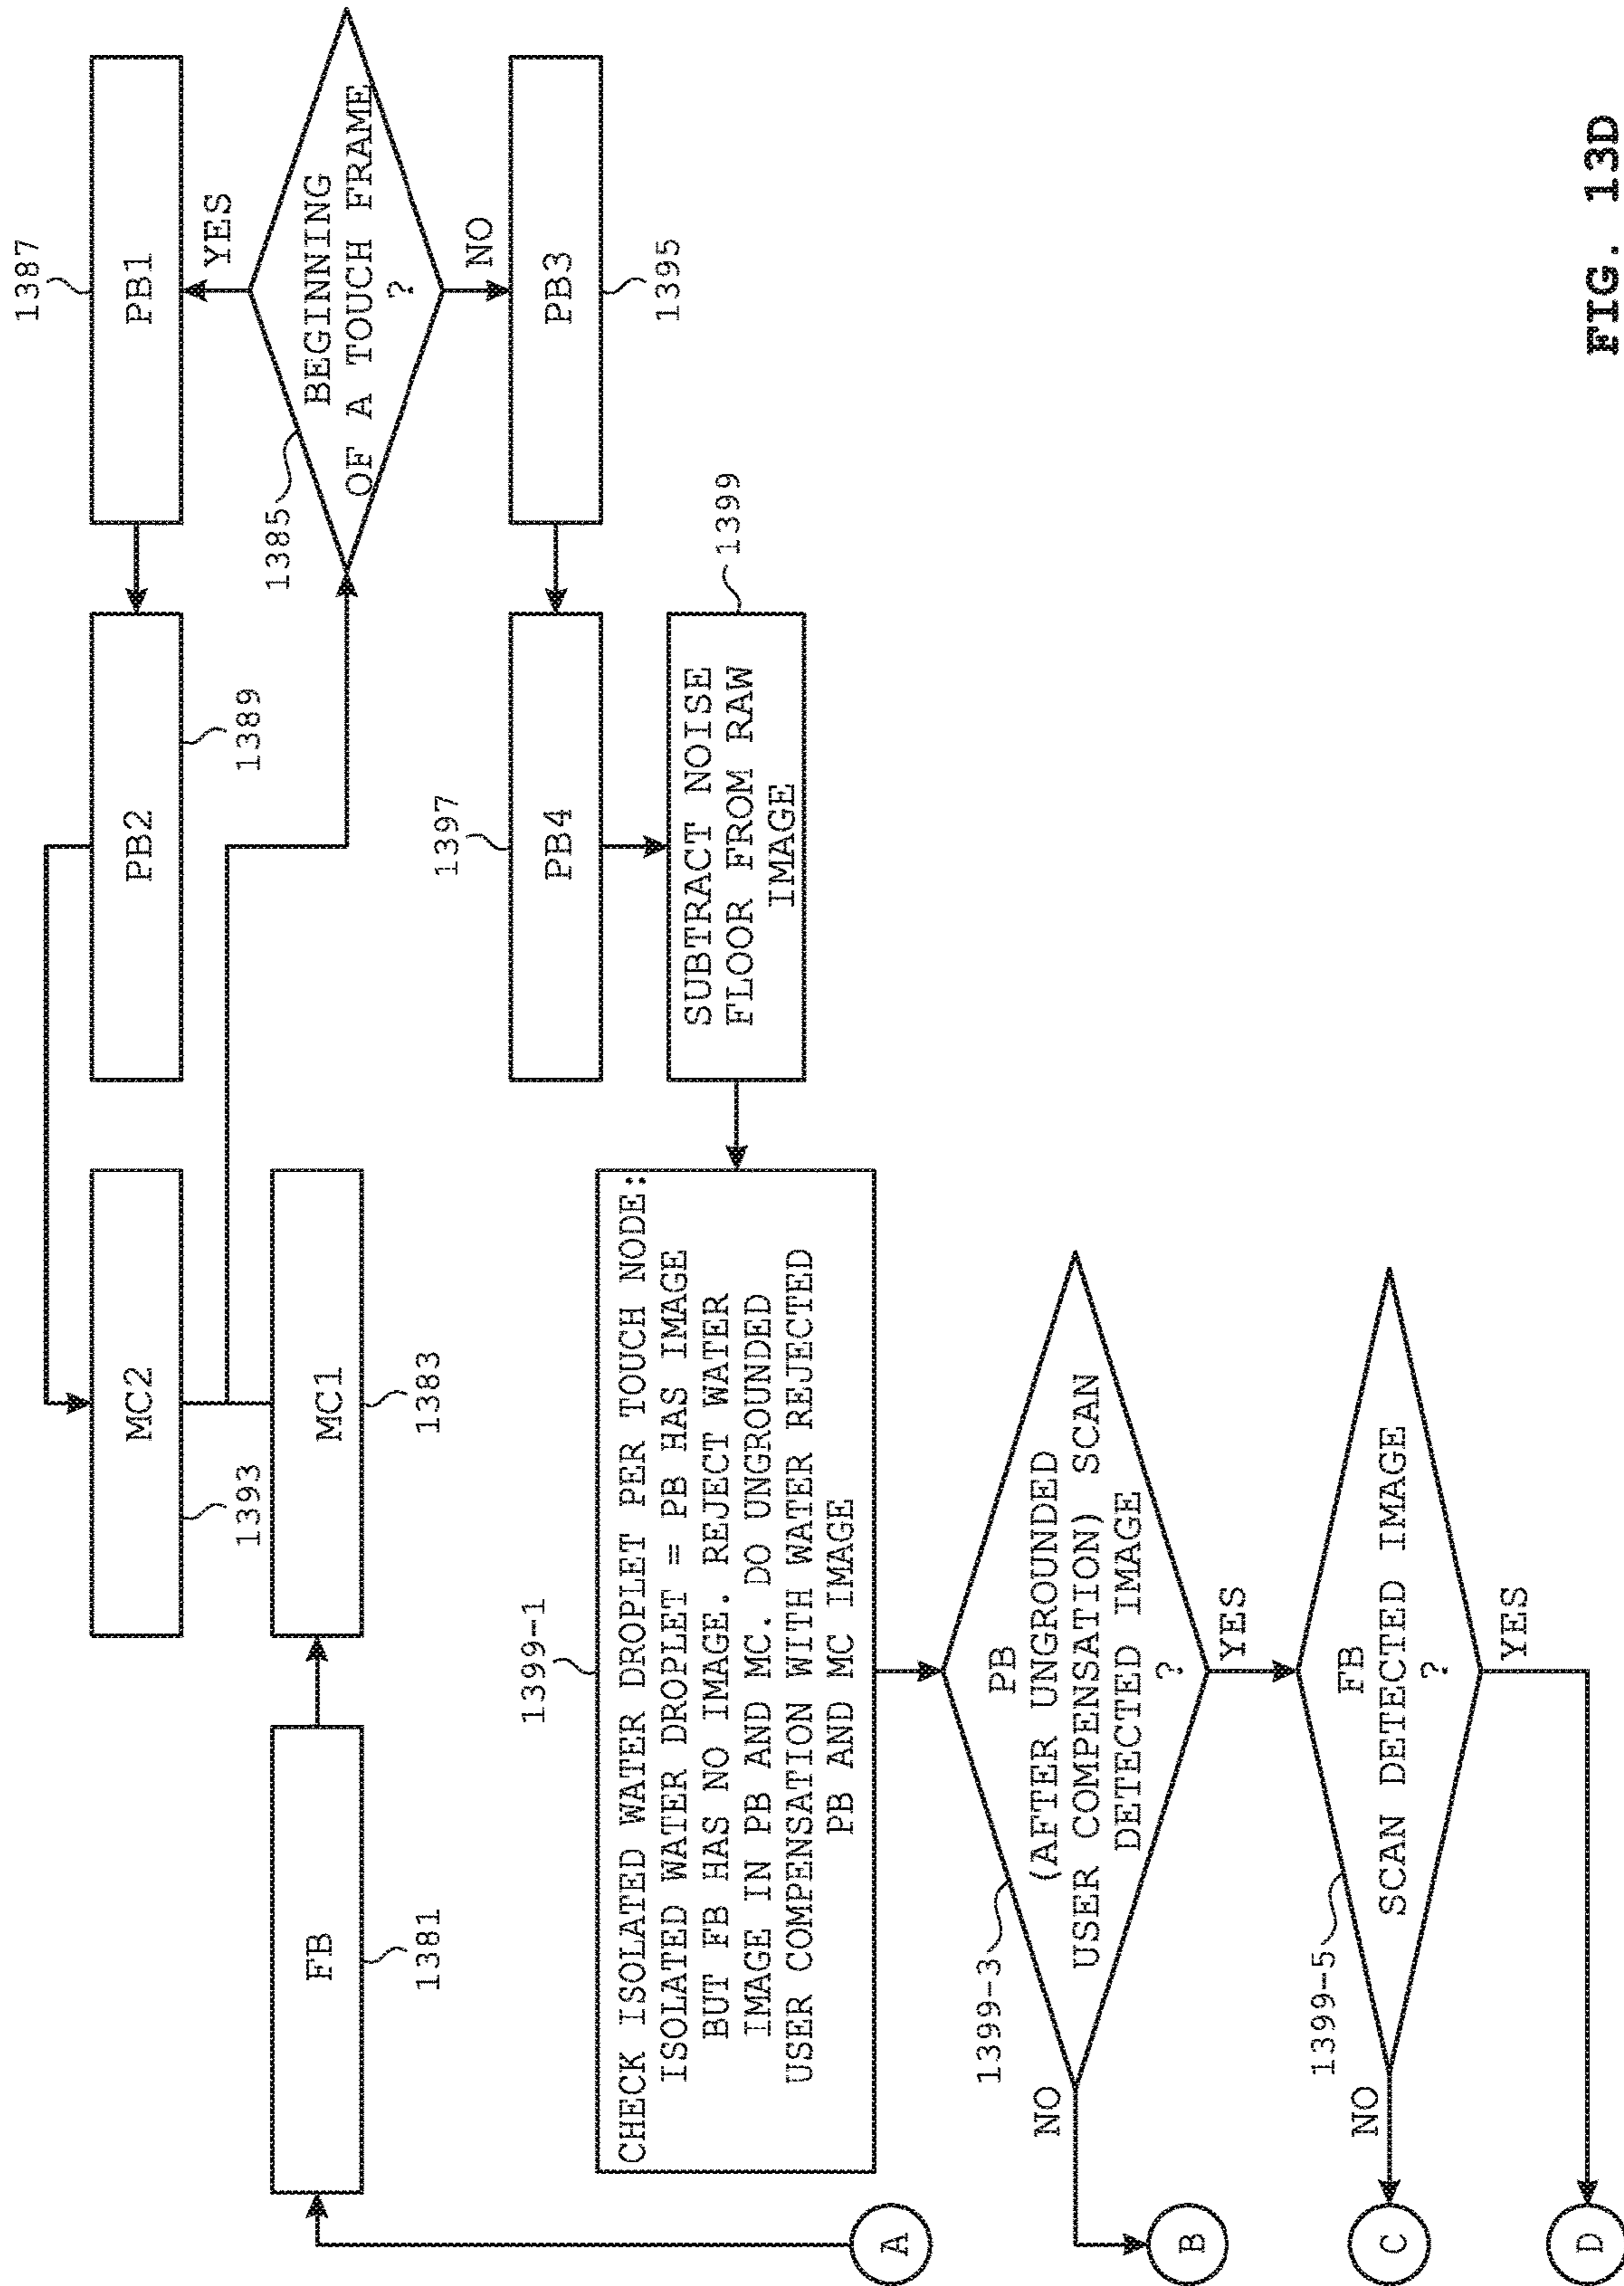 1387
PB1
YES
BEGINNING
OF A TOUCH FRAME
?
1385
NO
PB3
1395
PB2
1389
1397
PB4
SUBTRACT NOISE
FLOOR FROM RAW
IMAGE
1399
MC2
1393
MC1
1383
FB
1381
A
1399-1
CHECK ISOLATED WATER DROPLET PER TOUCH NODE:
ISOLATED WATER DROPLET = PB HAS IMAGE
BUT FB HAS NO IMAGE. REJECT WATER
IMAGE IN PB AND MC. DO UNGROUNDED
USER COMPENSATION WITH WATER REJECTED
PB AND MC IMAGE
1399-3
PB
(AFTER UNGROUNDED
USER COMPENSATION) SCAN
DETECTED IMAGE
?
NO
YES
B
1399-5
FB
SCAN DETECTED IMAGE
?
NO
YES
C
D
FIG. 13D